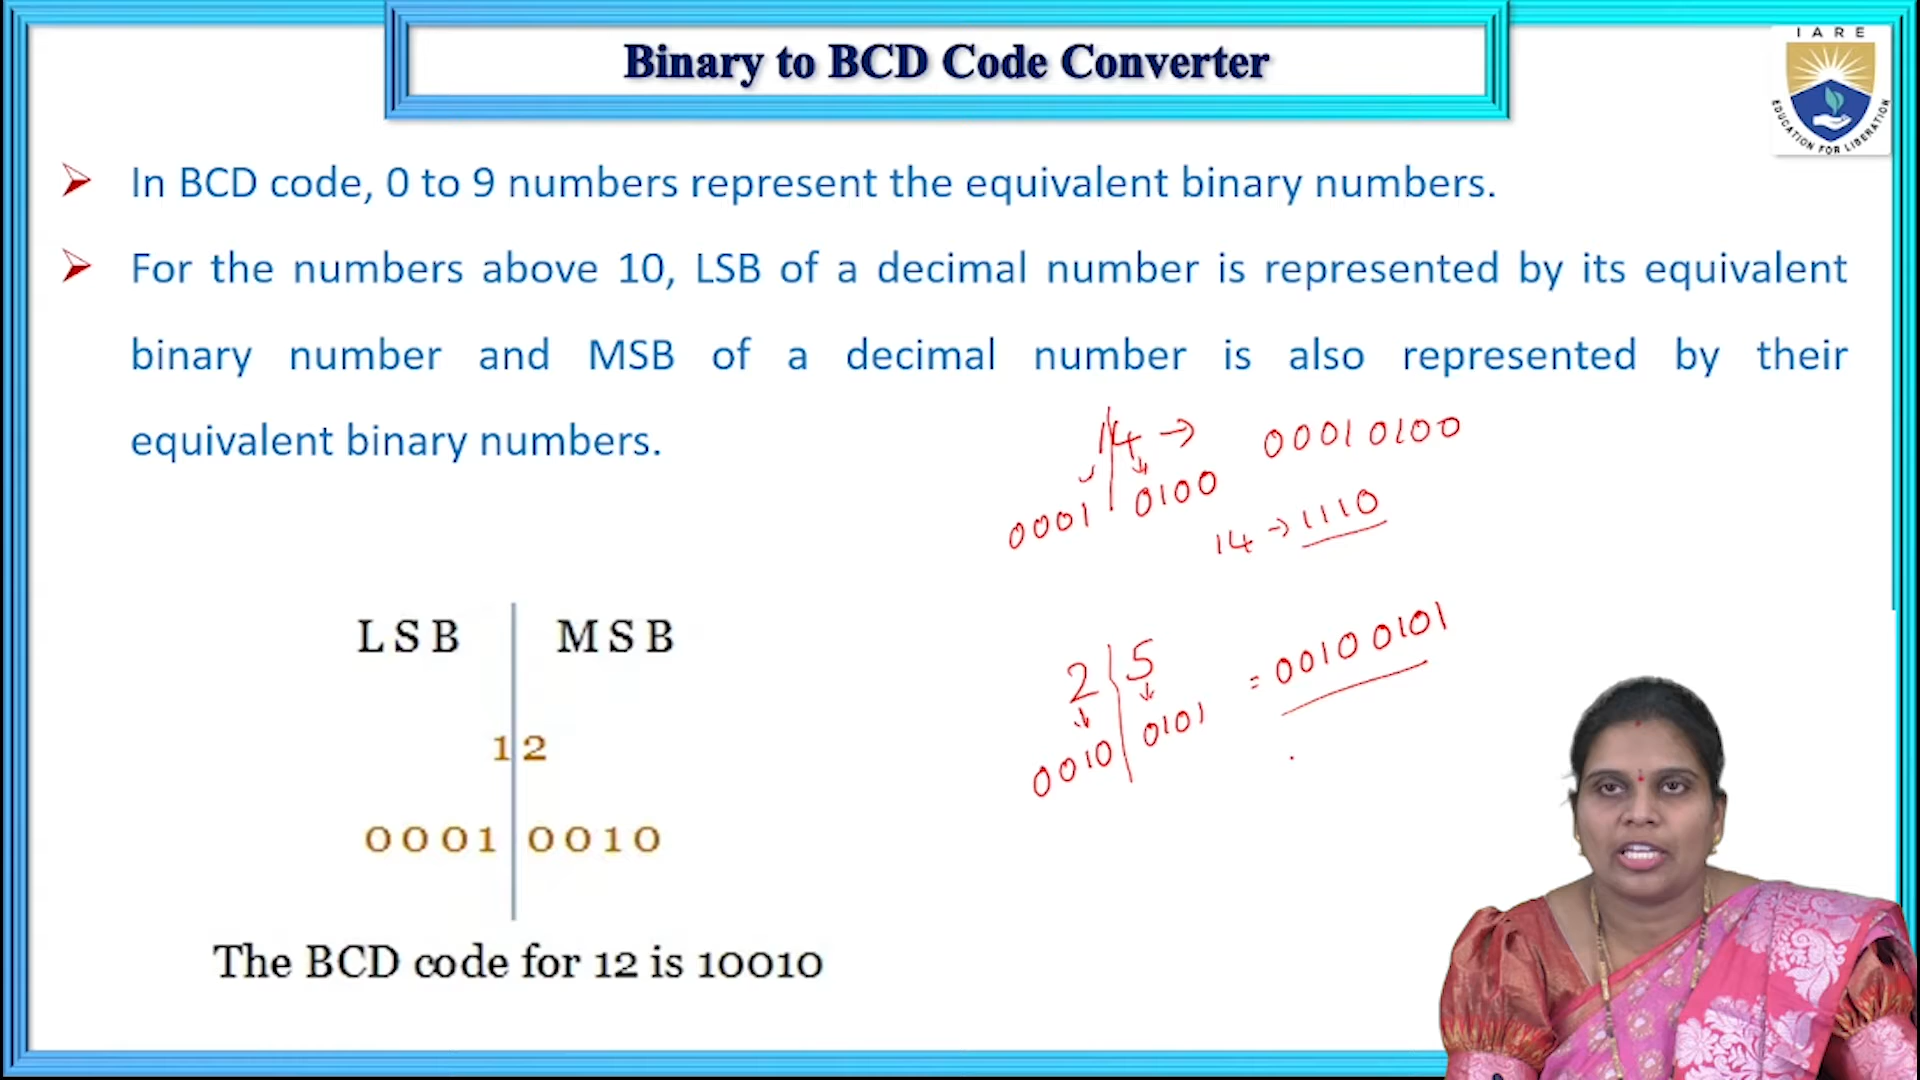 Binary to BCD Code Converter
IARE
EDUCATION FOR LIBERATION
In BCD code, 0 to 9 numbers represent the equivalent binary numbers.
For the numbers above 10, LSB of a decimal number is represented by its equivalent
binary number and MSB of a decimal number is also represented by their
equivalent binary numbers.
14 → 00010100
0001 0100
14 → 1110
LSB MSB
12
0001 0010
The BCD code for 12 is 10010
2 5 = 00100101
0010 0101